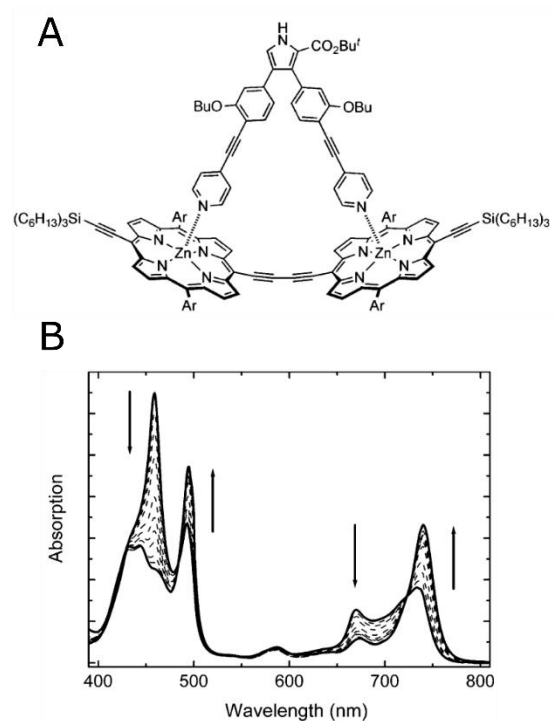 A
H
N
CO₂Buᵗ
BuO
OBu
N
N
(C₆H₁₃)₃Si
Ar
Ar
Si(C₆H₁₃)₃
N
N
Zn
N
N
N
N
Zn
N
N
Ar
Ar
B
Absorption
400
500
600
700
800
Wavelength (nm)